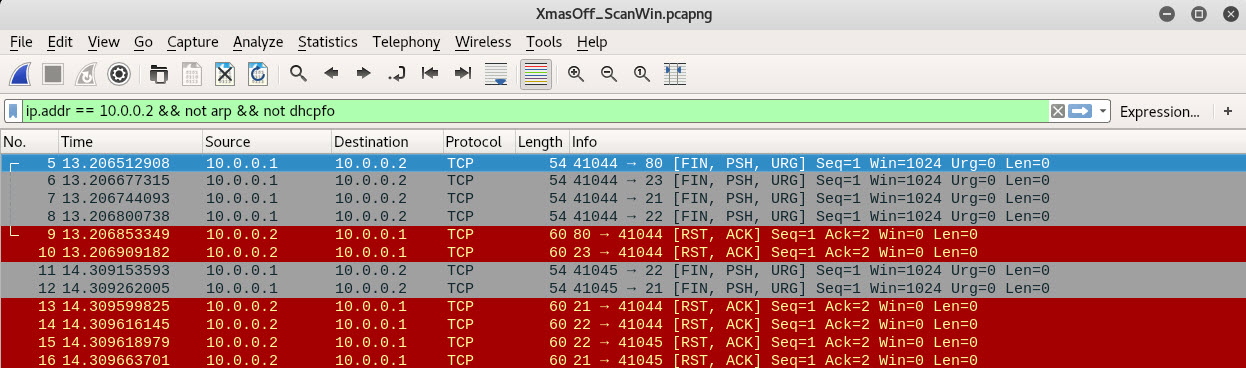 XmasOff_ScanWin.pcapng
File Edit View Go Capture Analyze Statistics Telephony Wireless Tools Help
ip.addr == 10.0.0.2 && not arp && not dhcpfo Expression... +
No. Time Source Destination Protocol Length Info
5 13.206512908 10.0.0.1 10.0.0.2 TCP 54 41044 → 80 [FIN, PSH, URG] Seq=1 Win=1024 Urg=0 Len=0
6 13.206677315 10.0.0.1 10.0.0.2 TCP 54 41044 → 23 [FIN, PSH, URG] Seq=1 Win=1024 Urg=0 Len=0
7 13.206744093 10.0.0.1 10.0.0.2 TCP 54 41044 → 21 [FIN, PSH, URG] Seq=1 Win=1024 Urg=0 Len=0
8 13.206800738 10.0.0.1 10.0.0.2 TCP 54 41044 → 22 [FIN, PSH, URG] Seq=1 Win=1024 Urg=0 Len=0
9 13.206853349 10.0.0.2 10.0.0.1 TCP 60 80 → 41044 [RST, ACK] Seq=1 Ack=2 Win=0 Len=0
10 13.206909182 10.0.0.2 10.0.0.1 TCP 60 23 → 41044 [RST, ACK] Seq=1 Ack=2 Win=0 Len=0
11 14.309153593 10.0.0.1 10.0.0.2 TCP 54 41045 → 22 [FIN, PSH, URG] Seq=1 Win=1024 Urg=0 Len=0
12 14.309262005 10.0.0.1 10.0.0.2 TCP 54 41045 → 21 [FIN, PSH, URG] Seq=1 Win=1024 Urg=0 Len=0
13 14.309599825 10.0.0.2 10.0.0.1 TCP 60 21 → 41044 [RST, ACK] Seq=1 Ack=2 Win=0 Len=0
14 14.309616145 10.0.0.2 10.0.0.1 TCP 60 22 → 41044 [RST, ACK] Seq=1 Ack=2 Win=0 Len=0
15 14.309618979 10.0.0.2 10.0.0.1 TCP 60 22 → 41045 [RST, ACK] Seq=1 Ack=2 Win=0 Len=0
16 14.309663701 10.0.0.2 10.0.0.1 TCP 60 21 → 41045 [RST, ACK] Seq=1 Ack=2 Win=0 Len=0